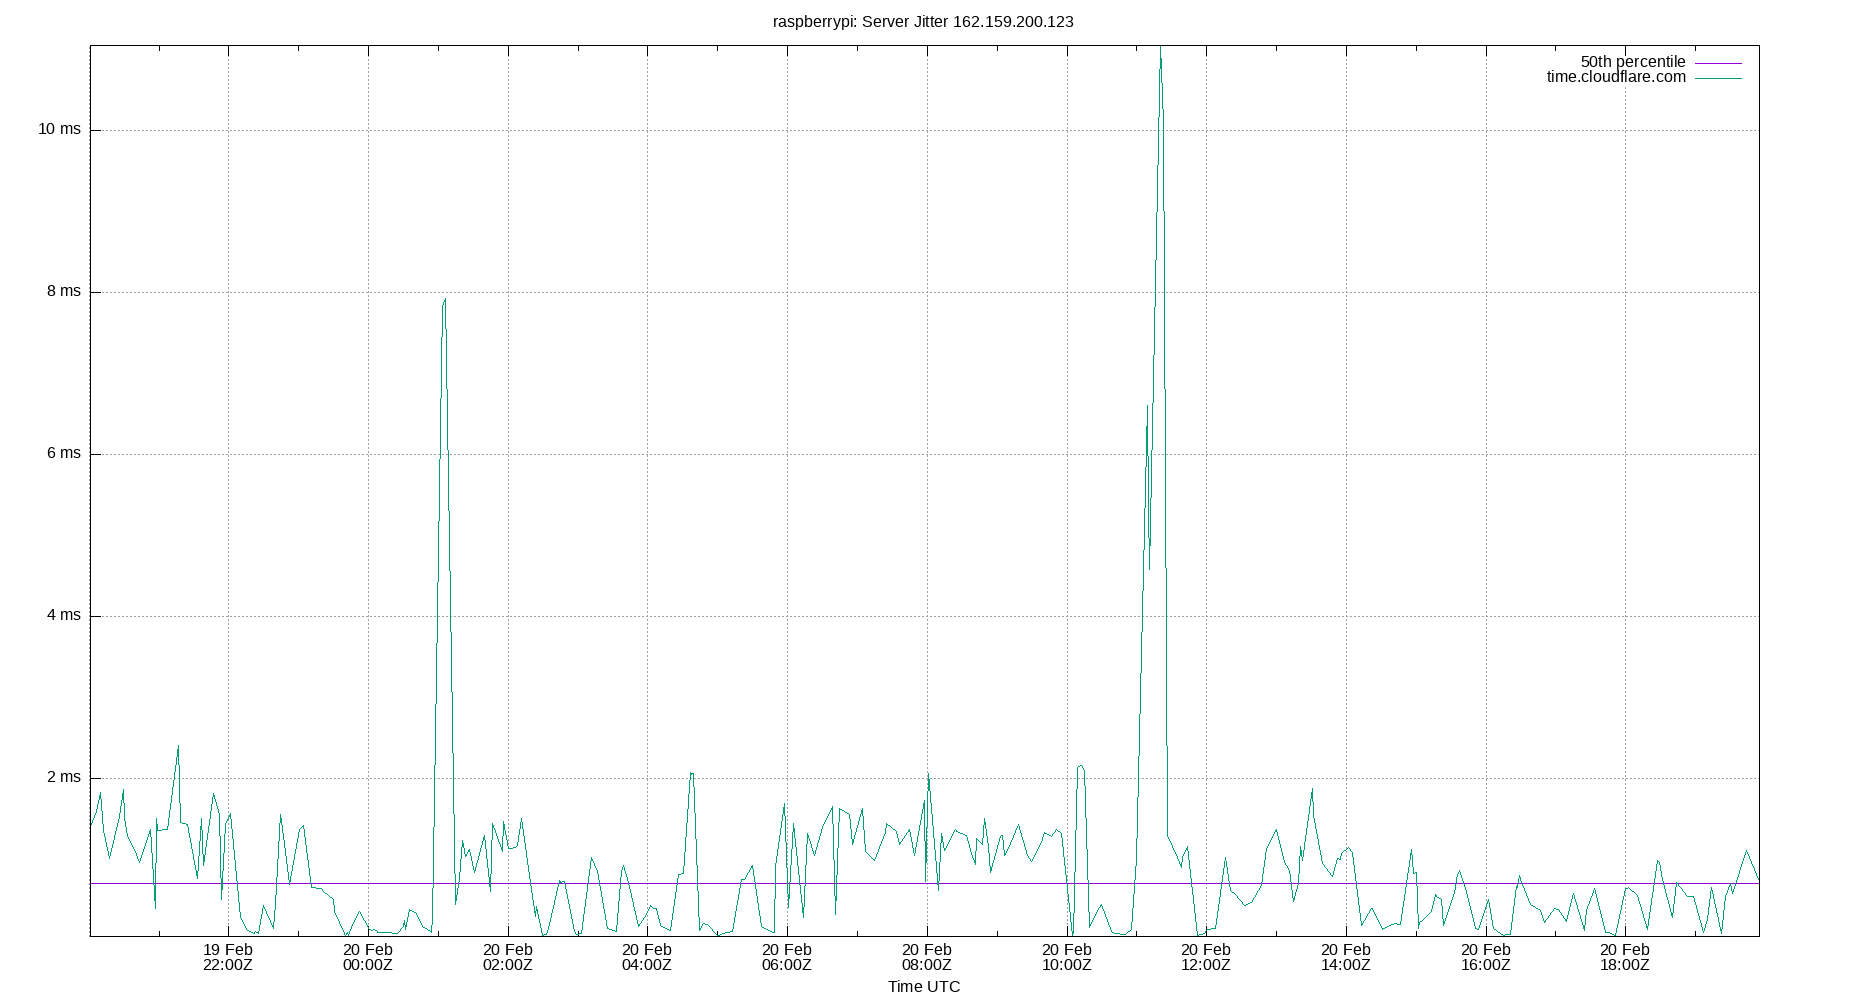 raspberrypi: Server Jitter 162.159.200.123
50th percentile
time.cloudflare.com
10 ms
8 ms
6 ms
4 ms
2 ms
19 Feb 20 Feb 20 Feb 20 Feb 20 Feb 20 Feb 20 Feb 20 Feb 20 Feb 20 Feb 20 Feb
22:00Z 00:00Z 02:00Z 04:00Z 06:00Z 08:00Z 10:00Z 12:00Z 14:00Z 16:00Z 18:00Z
Time UTC